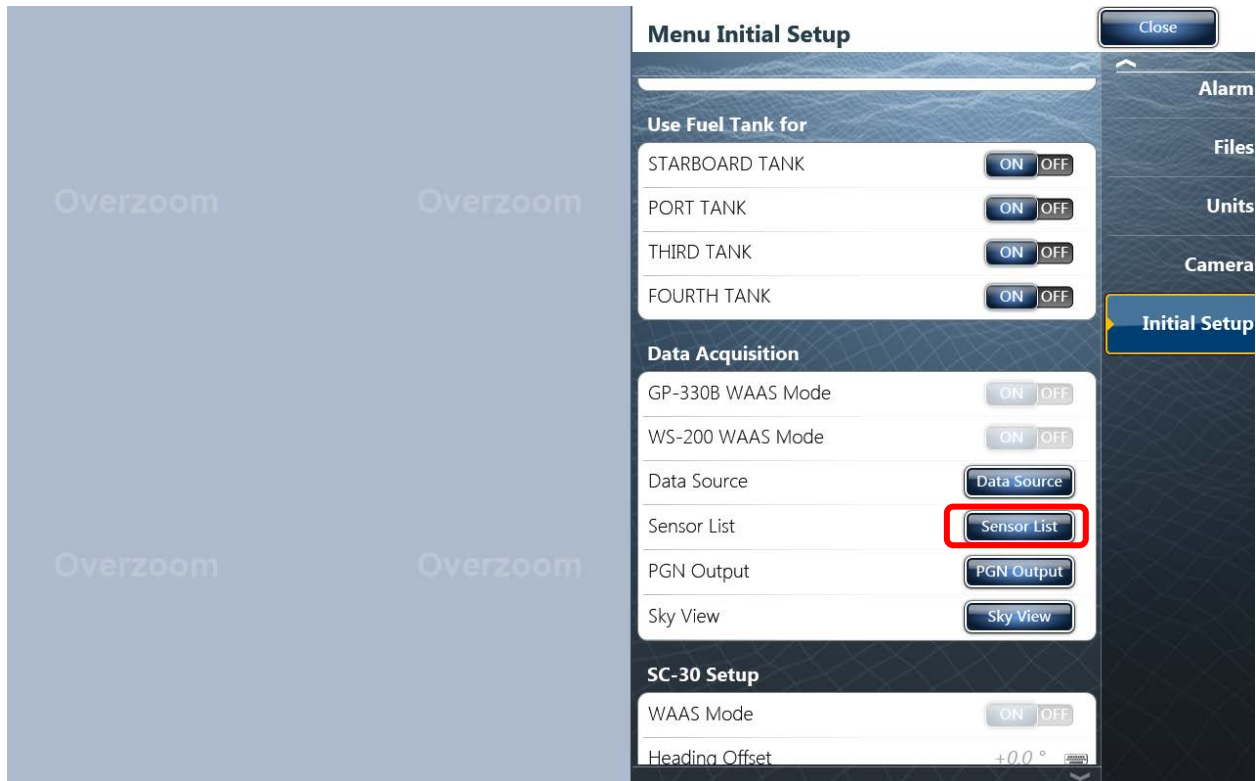 Menu Initial Setup
Close
Alarm
Files
Units
Camera
Initial Setup
Use Fuel Tank for
STARBOARD TANK ON OFF
PORT TANK ON OFF
THIRD TANK ON OFF
FOURTH TANK ON OFF
Data Acquisition
GP-330B WAAS Mode ON OFF
WS-200 WAAS Mode ON OFF
Data Source Data Source
Sensor List Sensor List
PGN Output PGN Output
Sky View Sky View
SC-30 Setup
WAAS Mode ON OFF
Heading Offset +0.0 °
Overzoom Overzoom
Overzoom Overzoom